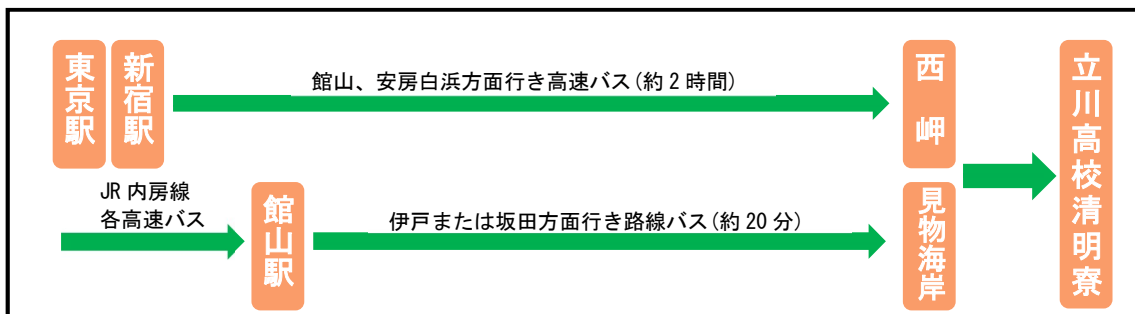 東京駅
新宿駅
館山、安房白浜方面行き高速バス(約2時間)
西岬
JR内房線
各高速バス
館山駅
伊戸または坂田方面行き路線バス(約20分)
見物海岸
立川高校清明寮